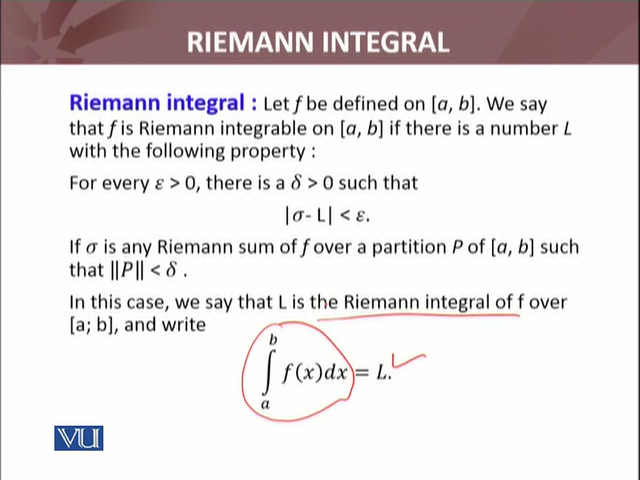 RIEMANN INTEGRAL
Riemann integral : Let f be defined on [a, b]. We say
that f is Riemann integrable on [a, b] if there is a number L
with the following property :
For every ε > 0, there is a δ > 0 such that
|σ- L| < ε.
If σ is any Riemann sum of f over a partition P of [a, b] such
that ||P|| < δ .
In this case, we say that L is the Riemann integral of f over
[a; b], and write
∫_a^b f(x)dx = L.
VU